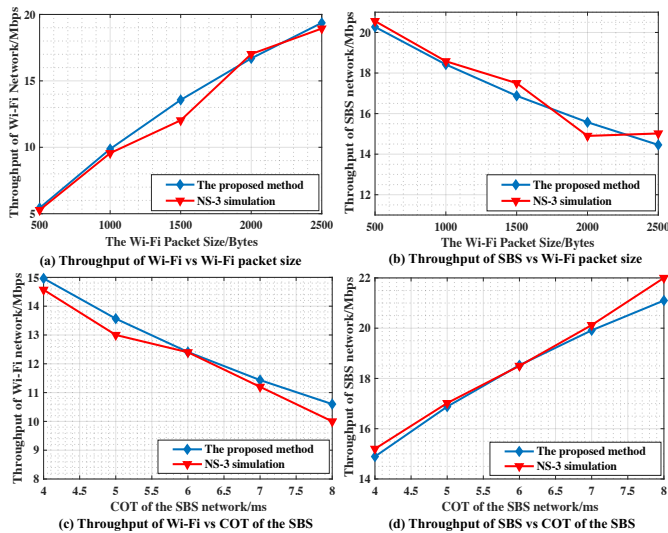 Throughput of Wi-Fi Network/Mbps
20
15
10
5
The proposed method
NS-3 simulation
500 1000 1500 2000 2500
The Wi-Fi Packet Size/Bytes
(a) Throughput of Wi-Fi vs Wi-Fi packet size
Throughput of SBS network/Mbps
20
18
16
14
12
The proposed method
NS-3 simulation
500 1000 1500 2000 2500
The Wi-Fi Packet Size/Bytes
(b) Throughput of SBS vs Wi-Fi packet size
Throughput of Wi-Fi network/Mbps
15
14
13
12
11
10
9
8
The proposed method
NS-3 simulation
4 4.5 5 5.5 6 6.5 7 7.5 8
COT of the SBS network/ms
(c) Throughput of Wi-Fi vs COT of the SBS
Throughput of SBS network/Mbps
22
20
18
16
14
The proposed method
NS-3 simulation
4 4.5 5 5.5 6 6.5 7 7.5 8
COT of the SBS network/ms
(d) Throughput of SBS vs COT of the SBS